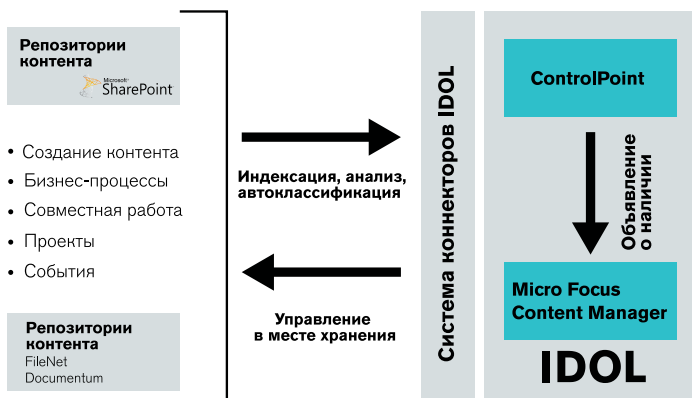 Репозитории
контента
Microsoft®
SharePoint
• Создание контента
• Бизнес-процессы
• Совместная работа
• Проекты
• События
Репозитории
контента
FileNet
Documentum
Индексация, анализ,
автоклассификация
Управление
в месте хранения
Система коннекторов IDOL
ControlPoint
Объявление
о наличии
Micro Focus
Content Manager
IDOL